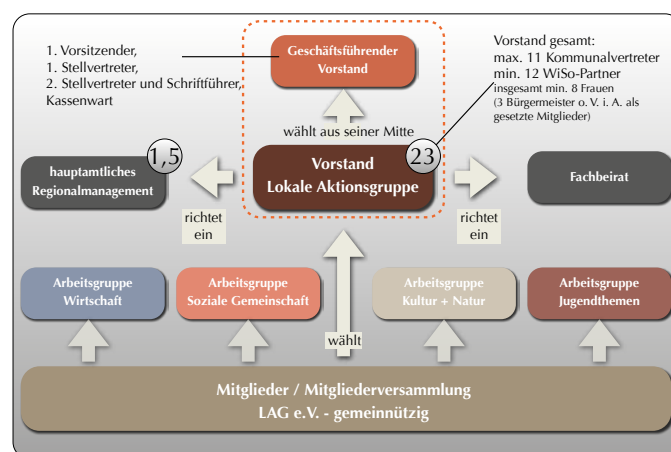 1. Vorsitzender,
1. Stellvertreter,
2. Stellvertreter und Schriftführer,
Kassenwart
Geschäftsführender
Vorstand
Vorstand gesamt:
max. 11 Kommunalvertreter
min. 12 WiSo-Partner
insgesamt min. 8 Frauen
(3 Bürgermeister o. V. i. A. als
gesetzte Mitglieder)
wählt aus seiner Mitte
hauptamtliches
Regionalmanagement
1,5
Vorstand
Lokale Aktionsgruppe
23
Fachbeirat
richtet
ein
richtet
ein
Arbeitsgruppe
Wirtschaft
Arbeitsgruppe
Soziale Gemeinschaft
Arbeitsgruppe
Kultur + Natur
Arbeitsgruppe
Jugendthemen
wählt
Mitglieder / Mitgliederversammlung
LAG e.V. - gemeinnützig